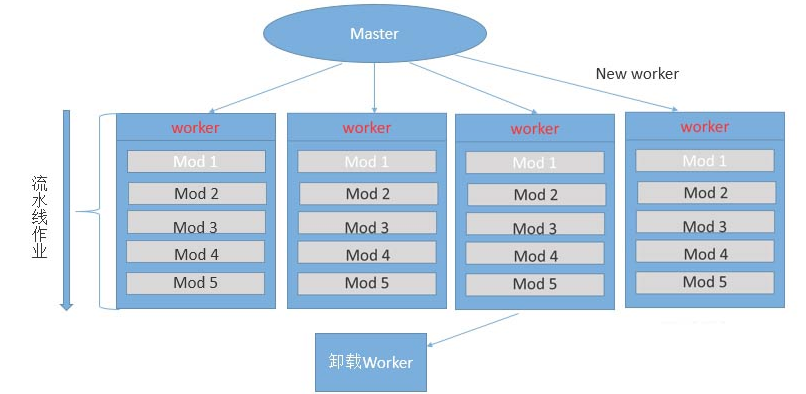 Master
New worker
worker
worker
worker
worker
Mod 1
Mod 1
Mod 1
Mod 1
Mod 2
Mod 2
Mod 2
Mod 2
Mod 3
Mod 3
Mod 3
Mod 3
Mod 4
Mod 4
Mod 4
Mod 4
Mod 5
Mod 5
Mod 5
Mod 5
流水线作业
卸载Worker